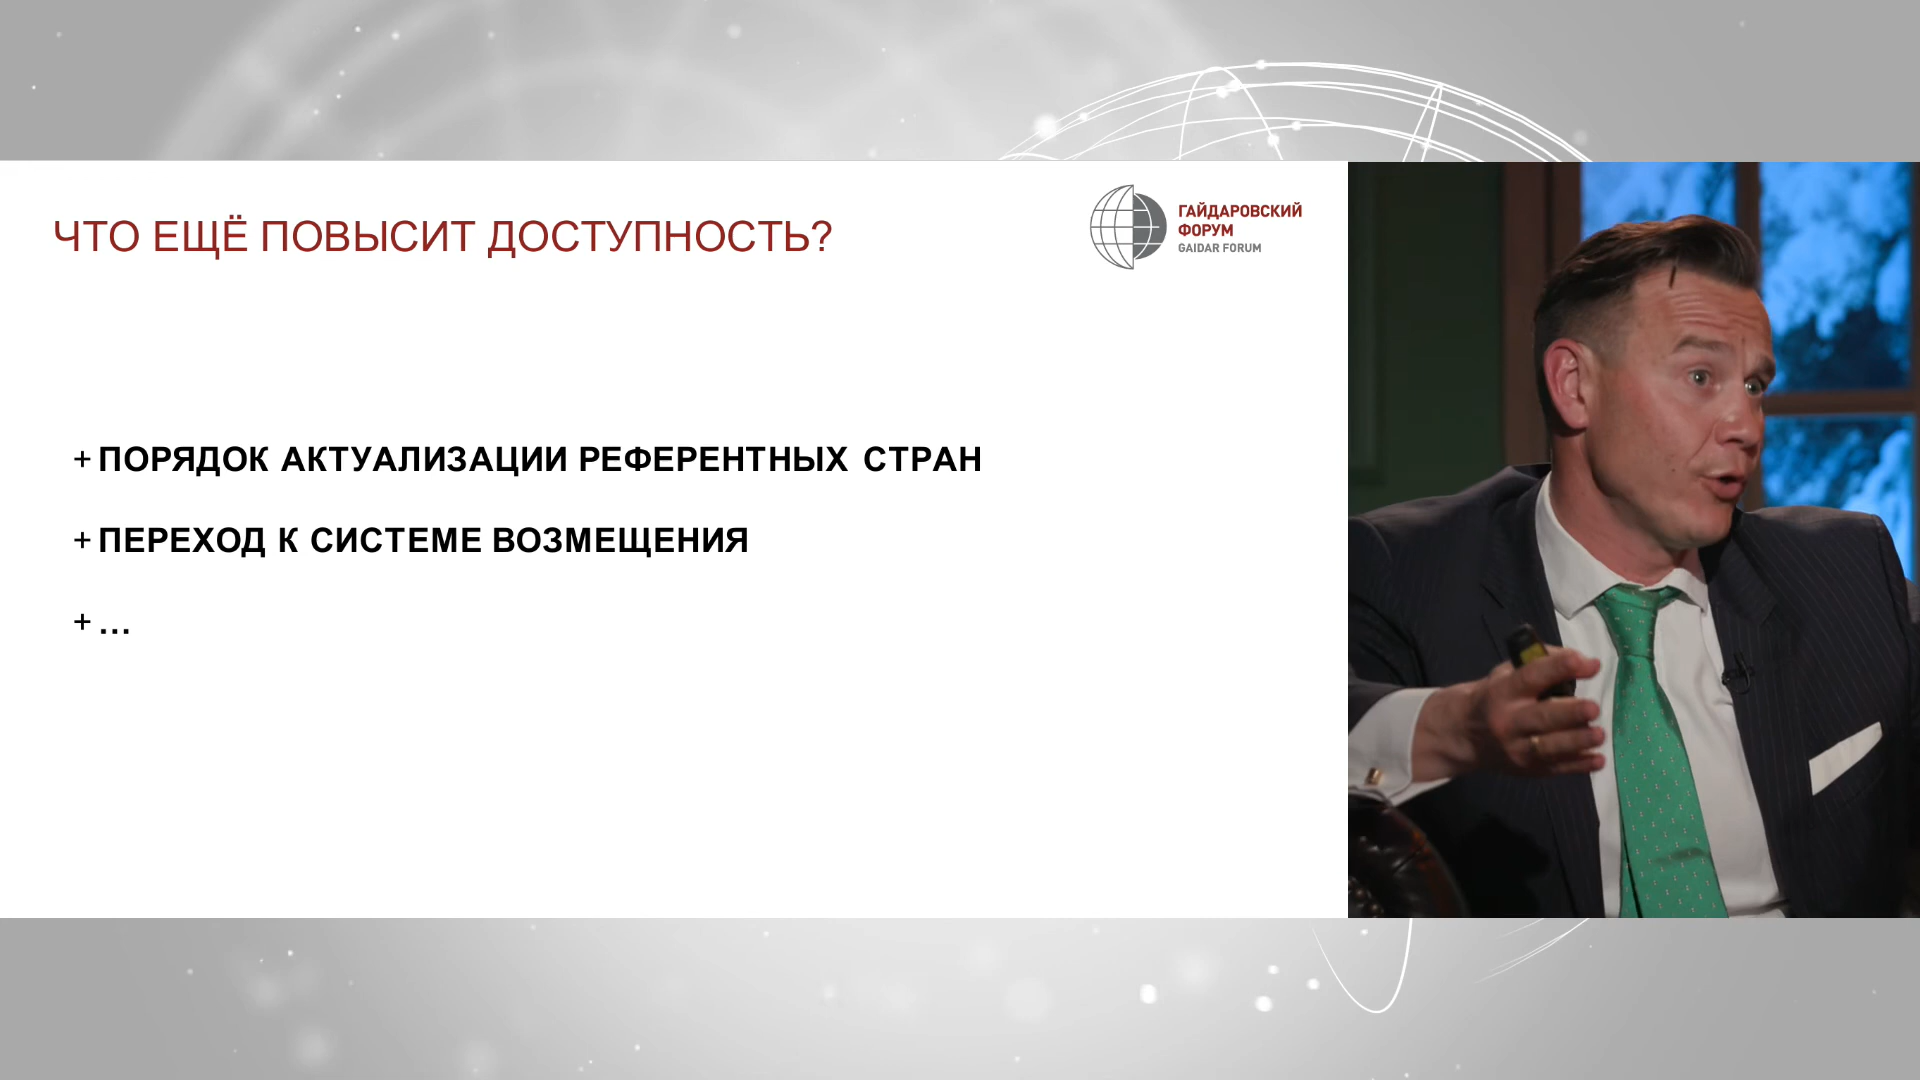 ЧТО ЕЩЁ ПОВЫСИТ ДОСТУПНОСТЬ?
ГАЙДАРОВСКИЙ
ФОРУМ
GAIDAR FORUM
+ ПОРЯДОК АКТУАЛИЗАЦИИ РЕФЕРЕНТНЫХ СТРАН
+ ПЕРЕХОД К СИСТЕМЕ ВОЗМЕЩЕНИЯ
+ ...